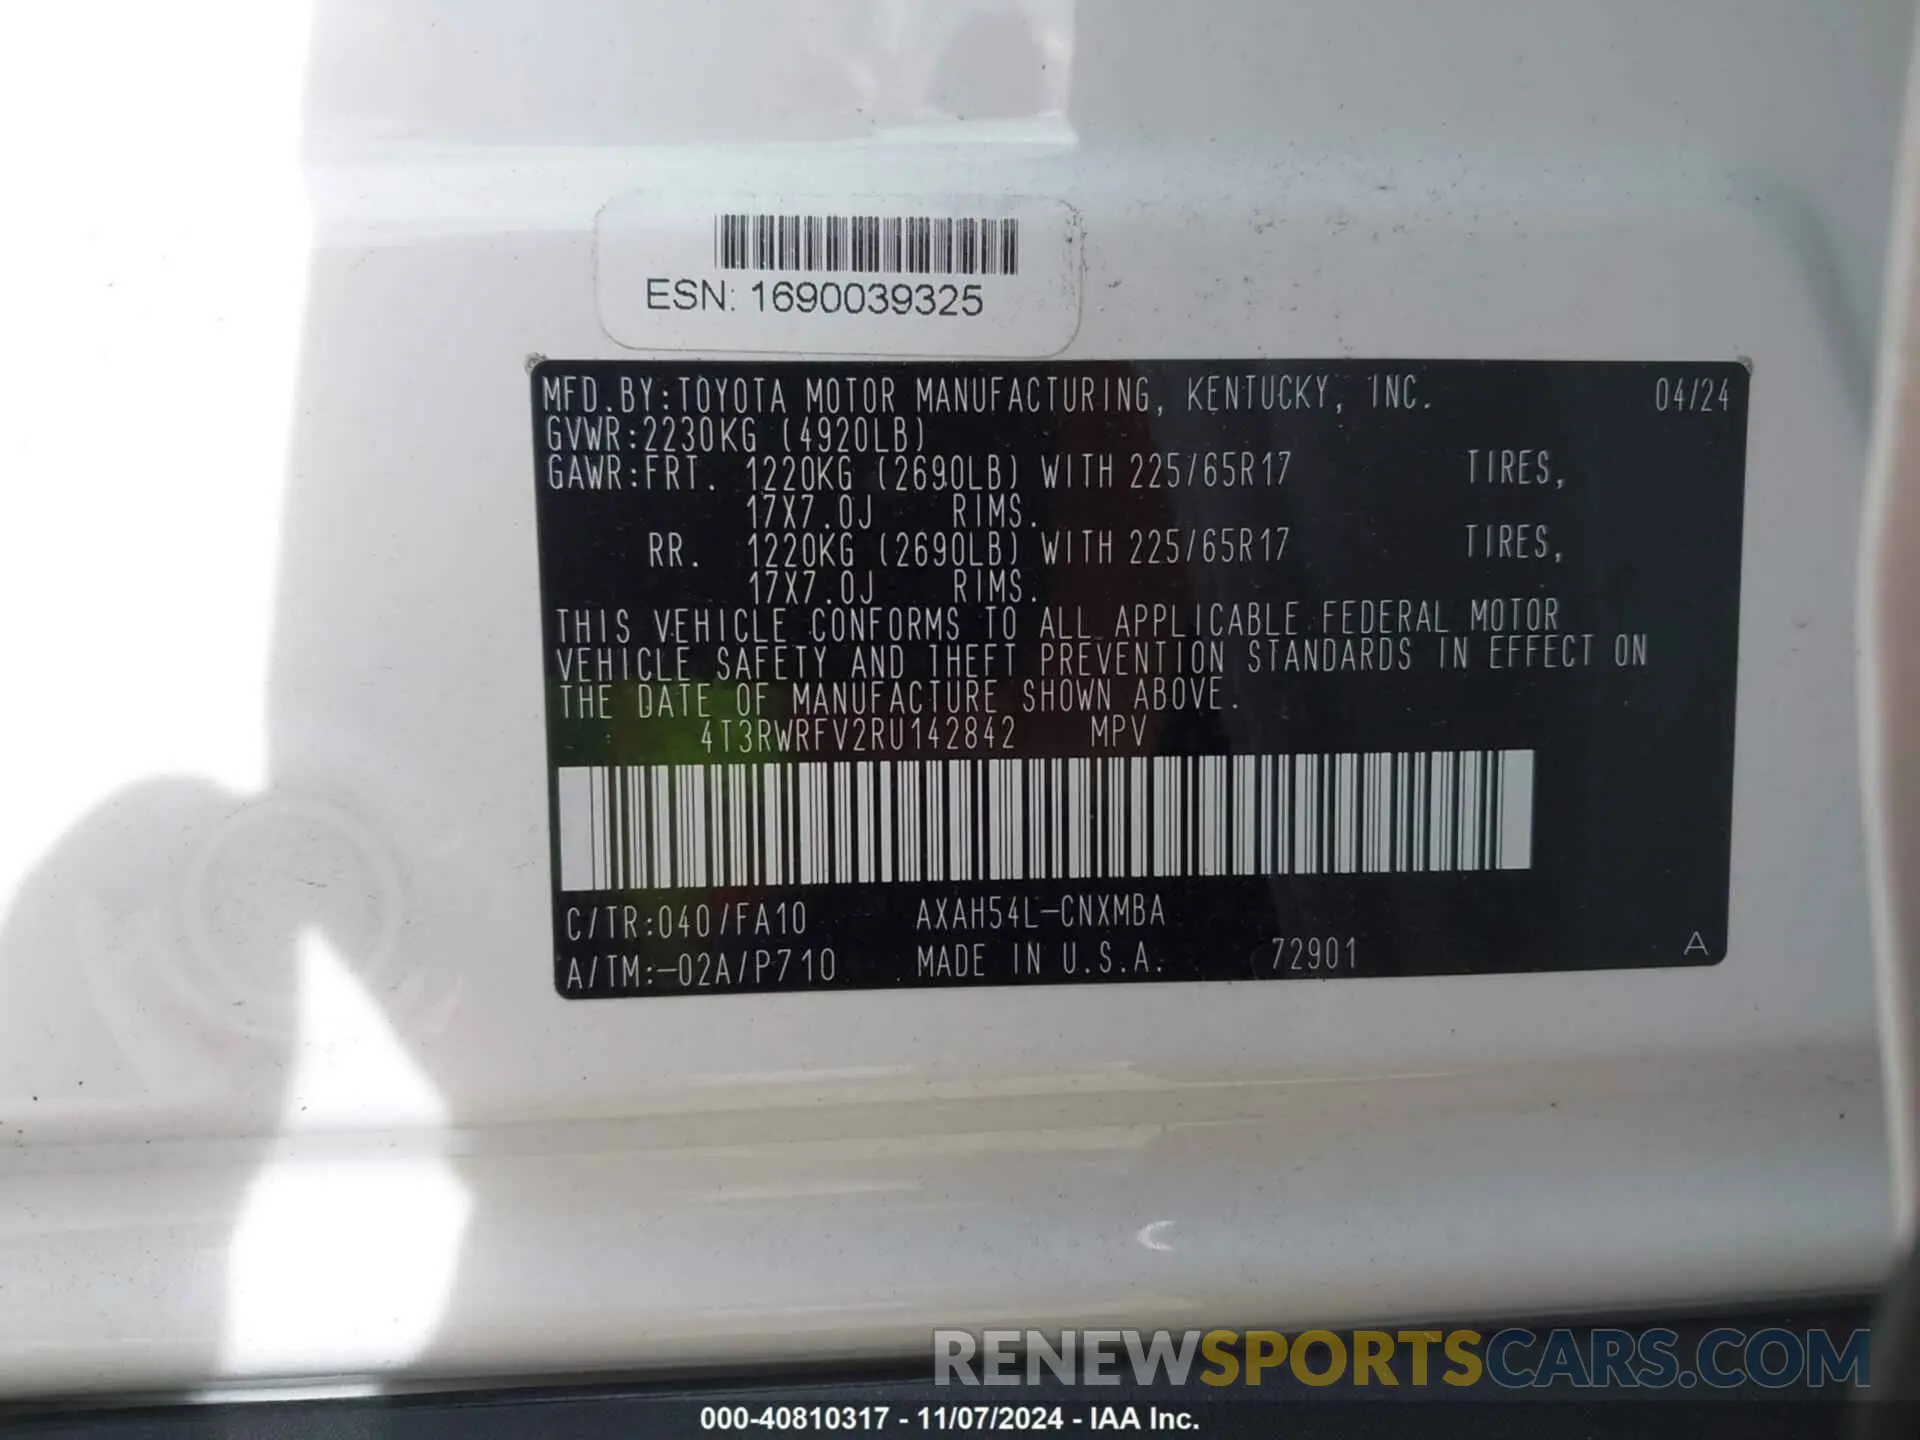 ESN: 1690039325
MFD.BY:TOYOTA MOTOR MANUFACTURING, KENTUCKY, INC. 04/24
GVWR:2230KG (4920LB)
GAWR:FRT. 1220KG (2690LB) WITH 225/65R17 TIRES,
17X7.0J RIMS.
RR. 1220KG (2690LB) WITH 225/65R17 TIRES,
17X7.0J RIMS.
THIS VEHICLE CONFORMS TO ALL APPLICABLE FEDERAL MOTOR
VEHICLE SAFETY AND THEFT PREVENTION STANDARDS IN EFFECT ON
THE DATE OF MANUFACTURE SHOWN ABOVE.
4T3RWRFV2RU142842 MPV
C/TR:040/FA10 AXAH54L-CNXMBA
A/TM:-02A/P710 MADE IN U.S.A. 72901 A
RENEWSPORTSCARS.COM
000-40810317 - 11/07/2024 - IAA Inc.